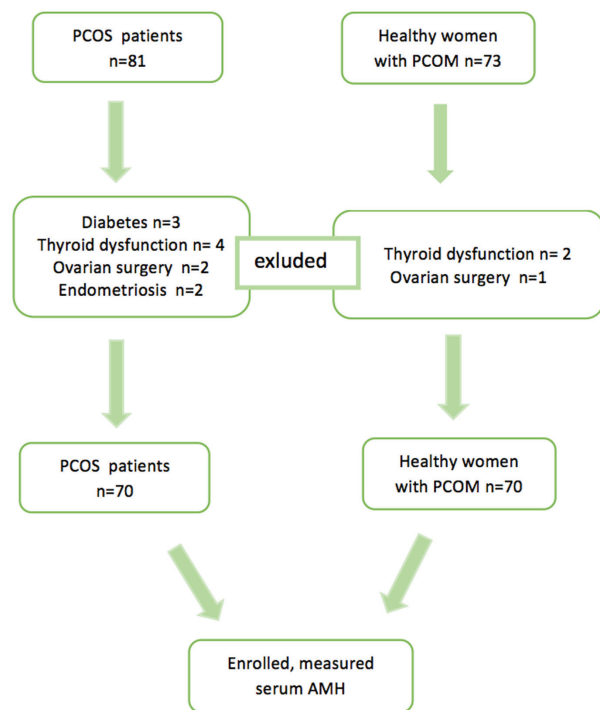 PCOS patients
n=81
Healthy women
with PCOM n=73
Diabetes n=3
Thyroid dysfunction n= 4
Ovarian surgery n=2
Endometriosis n=2
exluded
Thyroid dysfunction n= 2
Ovarian surgery n=1
PCOS patients
n=70
Healthy women
with PCOM n=70
Enrolled, measured
serum AMH